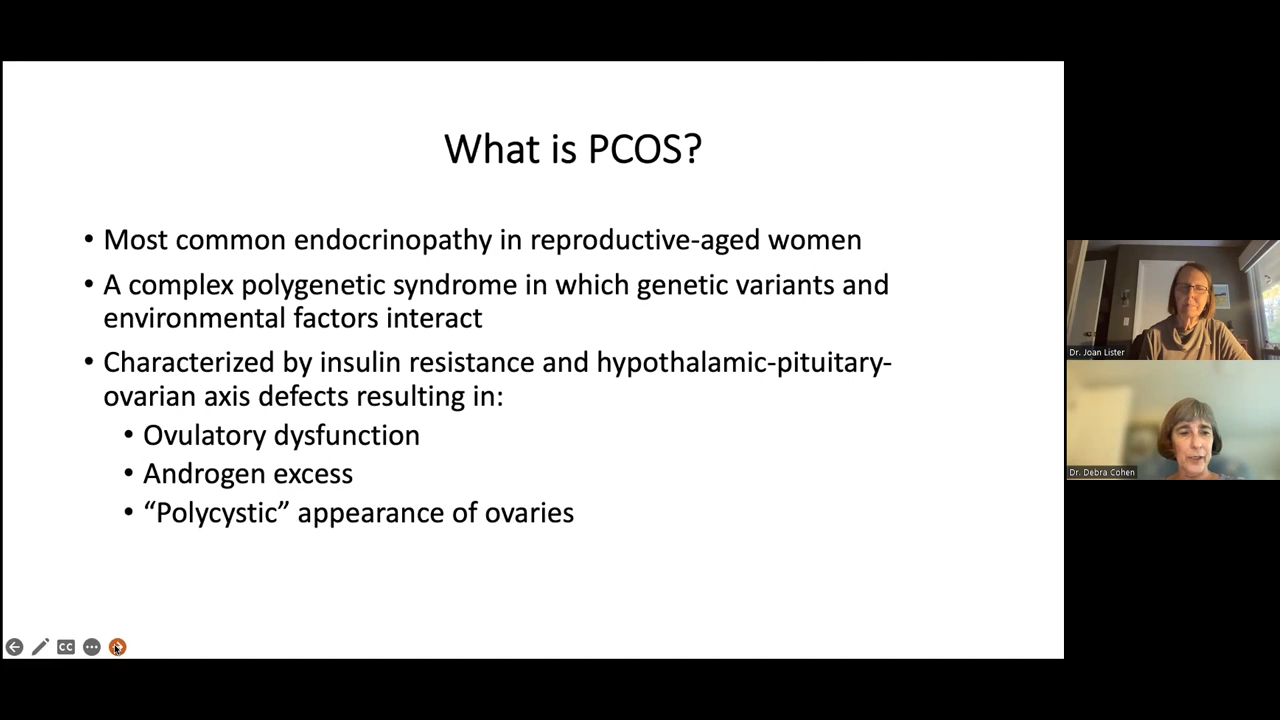 What is PCOS?
• Most common endocrinopathy in reproductive-aged women
• A complex polygenetic syndrome in which genetic variants and
environmental factors interact
• Characterized by insulin resistance and hypothalamic-pituitary-
ovarian axis defects resulting in:
• Ovulatory dysfunction
• Androgen excess
• “Polycystic” appearance of ovaries
Dr. Joan Lister
Dr. Debra Cohen
CC